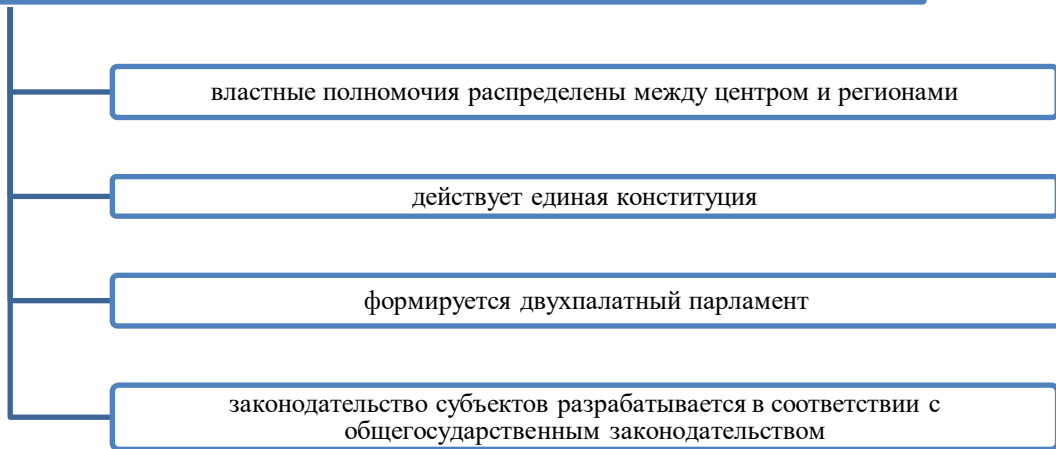 властные полномочия распределены между центром и регионами
действует единая конституция
формируется двухпалатный парламент
законодательство субъектов разрабатывается в соответствии с
общегосударственным законодательством